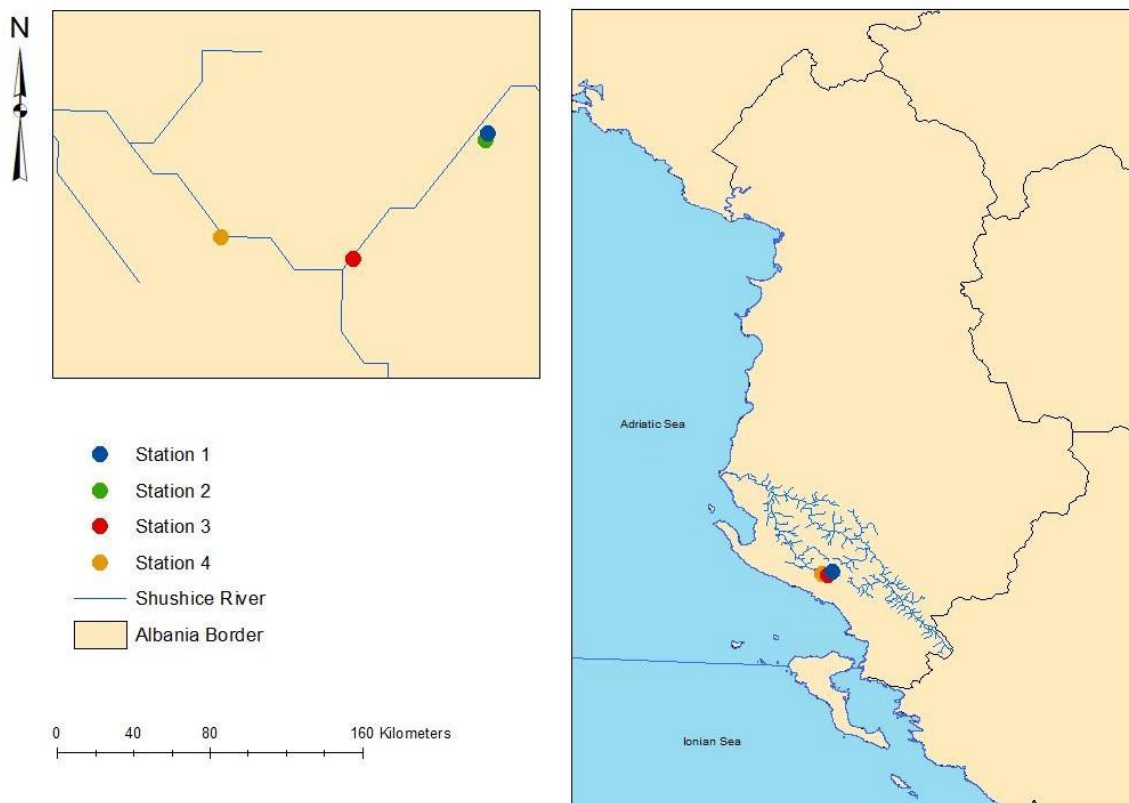 N
Station 1
Station 2
Station 3
Station 4
Shushice River
Albania Border
0 40 80 160 Kilometers
Adriatic Sea
Ionian Sea